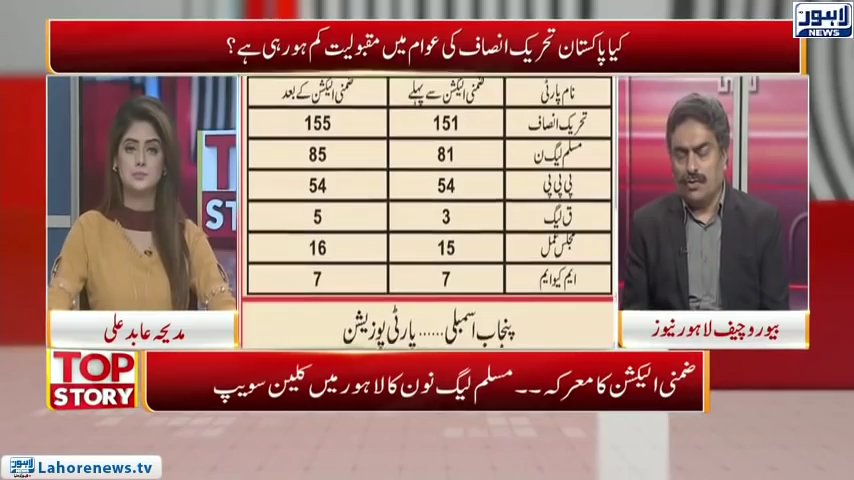 لاہور
NEWS
کیا پاکستان تحریک انصاف کی عوام میں مقبولیت کم ہو رہی ہے؟
نام پارٹی ضمنی الیکشن سے پہلے ضمنی الیکشن کے بعد
تحریک انصاف 151 155
مسلم لیگ ن 81 85
پی پی پی 54 54
ق لیگ 3 5
مجلس عمل 15 16
ایم کیو ایم 7 7
پنجاب اسمبلی ...... پارٹی پوزیشن
TOP
STORY
بیورو چیف لاہور نیوز
مدیحہ عابد علی
TOP
STORY
ضمنی الیکشن کا معرکہ ۔۔ مسلم لیگ نون کا لاہور میں کلین سویپ
لاہور
Lahorenews.tv